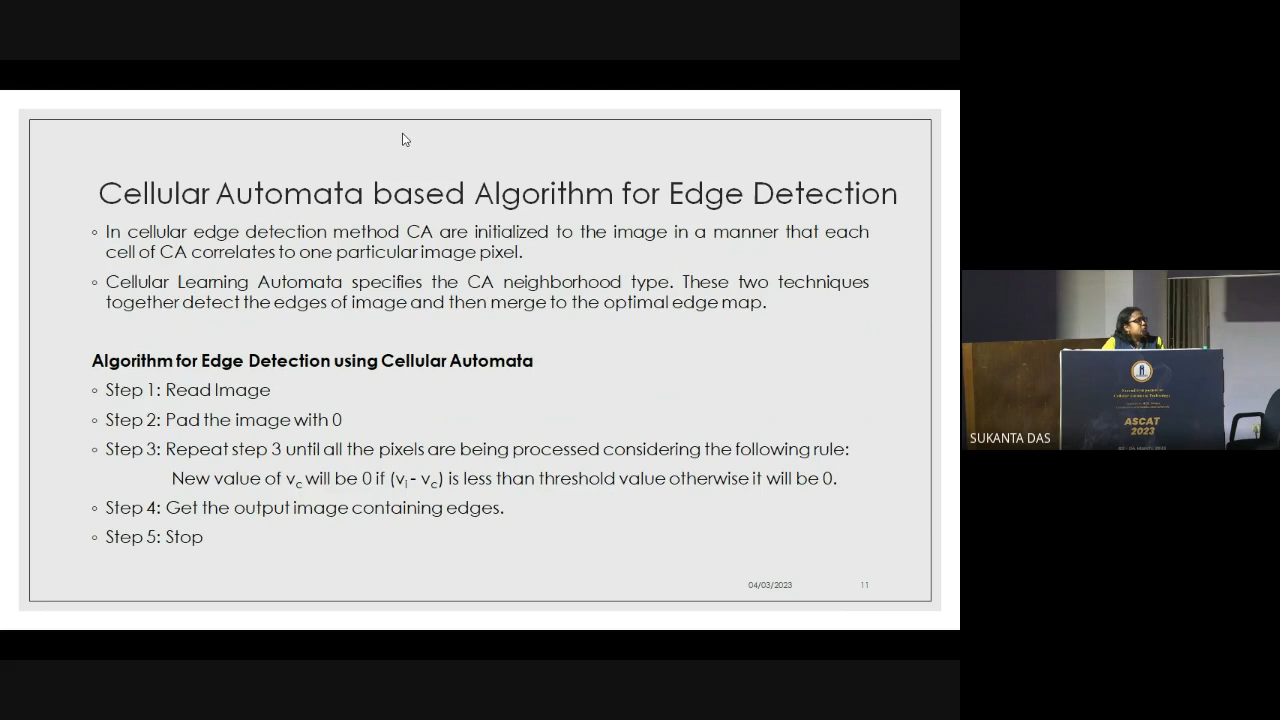 Cellular Automata based Algorithm for Edge Detection
◦ In cellular edge detection method CA are initialized to the image in a manner that each
cell of CA correlates to one particular image pixel.
◦ Cellular Learning Automata specifies the CA neighborhood type. These two techniques
together detect the edges of image and then merge to the optimal edge map.
Algorithm for Edge Detection using Cellular Automata
◦ Step 1: Read Image
◦ Step 2: Pad the image with 0
◦ Step 3: Repeat step 3 until all the pixels are being processed considering the following rule:
New value of vc will be 0 if (vi - vc) is less than threshold value otherwise it will be 0.
◦ Step 4: Get the output image containing edges.
◦ Step 5: Stop
04/03/2023 11
ASCAT
2023
SUKANTA DAS